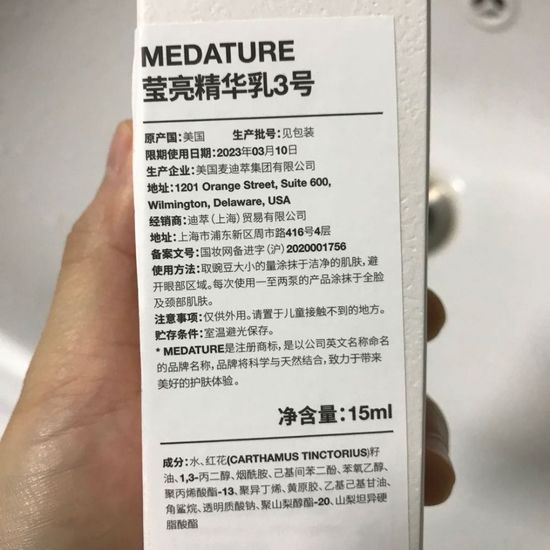 MEDATURE
莹亮精华乳3号
原产国：美国 生产批号：见包装
限期使用日期：2023年03月10日
生产企业：美国麦迪萃集团有限公司
地址：1201 Orange Street, Suite 600,
Wilmington, Delaware, USA
经销商：迪萃（上海）贸易有限公司
地址：上海市浦东新区周市路416号4层
备案文号：国妆网备进字（沪）2020001756
使用方法：取豌豆大小的量涂抹于洁净的肌肤，避
开眼部区域。每次使用一至两泵的产品涂抹于全脸
及颈部肌肤。
注意事项：仅供外用。请置于儿童接触不到的地方。
贮存条件：室温避光保存。
* MEDATURE是注册商标，是以公司英文名称命名
的品牌名称，品牌将科学与天然结合，致力于带来
美好的护肤体验。
净含量：15ml
成分：水、红花(CARTHAMUS TINCTORIUS)籽
油、1,3-丙二醇、烟酰胺、己基间苯二酚、苯氧乙醇、
聚丙烯酸酯-13、聚异丁烯、黄原胶、乙基己基甘油、
角鲨烷、透明质酸钠、聚山梨醇酯-20、山梨坦异硬
脂酸酯